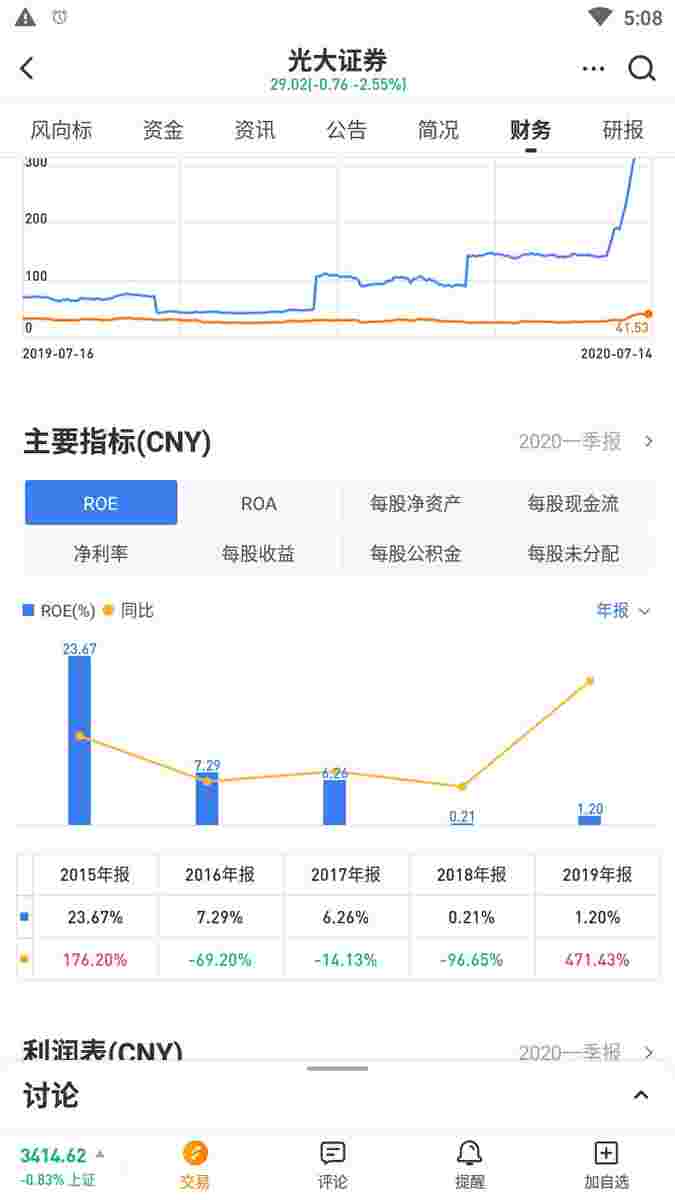 5:08
光大证券
29.02(-0.76 -2.55%)
风向标 资金 资讯 公告 简况 财务 研报
300
200
100
0
41.53
2019-07-16 2020-07-14
主要指标(CNY) 2020一季报
ROE ROA 每股净资产 每股现金流
净利率 每股收益 每股公积金 每股未分配
ROE(%) 同比 年报
23.67
7.29
6.26
0.21
1.20
2015年报 2016年报 2017年报 2018年报 2019年报
23.67% 7.29% 6.26% 0.21% 1.20%
176.20% -69.20% -14.13% -96.65% 471.43%
利润表(CNY) 2020一季报
讨论
3414.62
-0.83% 上证
交易 评论 提醒 加自选